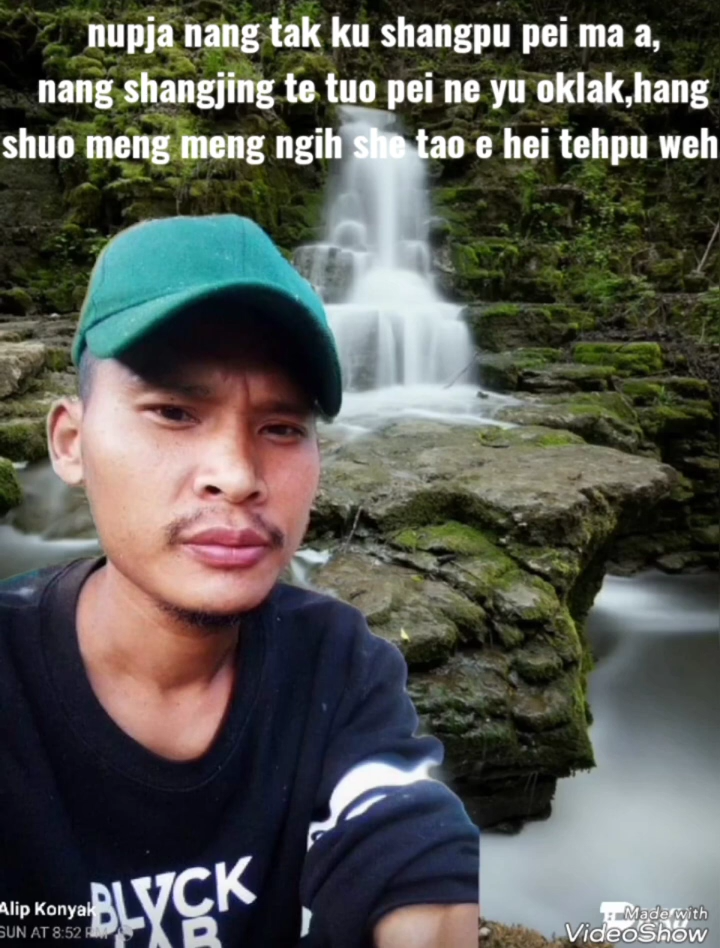 nupja nang tak ku shangpu pei ma a,
nang shangjing te tuo pei ne yu oklak,hang
shuo meng meng ngih she tao e hei tehpu weh
BLVCK
Alip Konyak
SUN AT 8:52
Made with
VideoShow